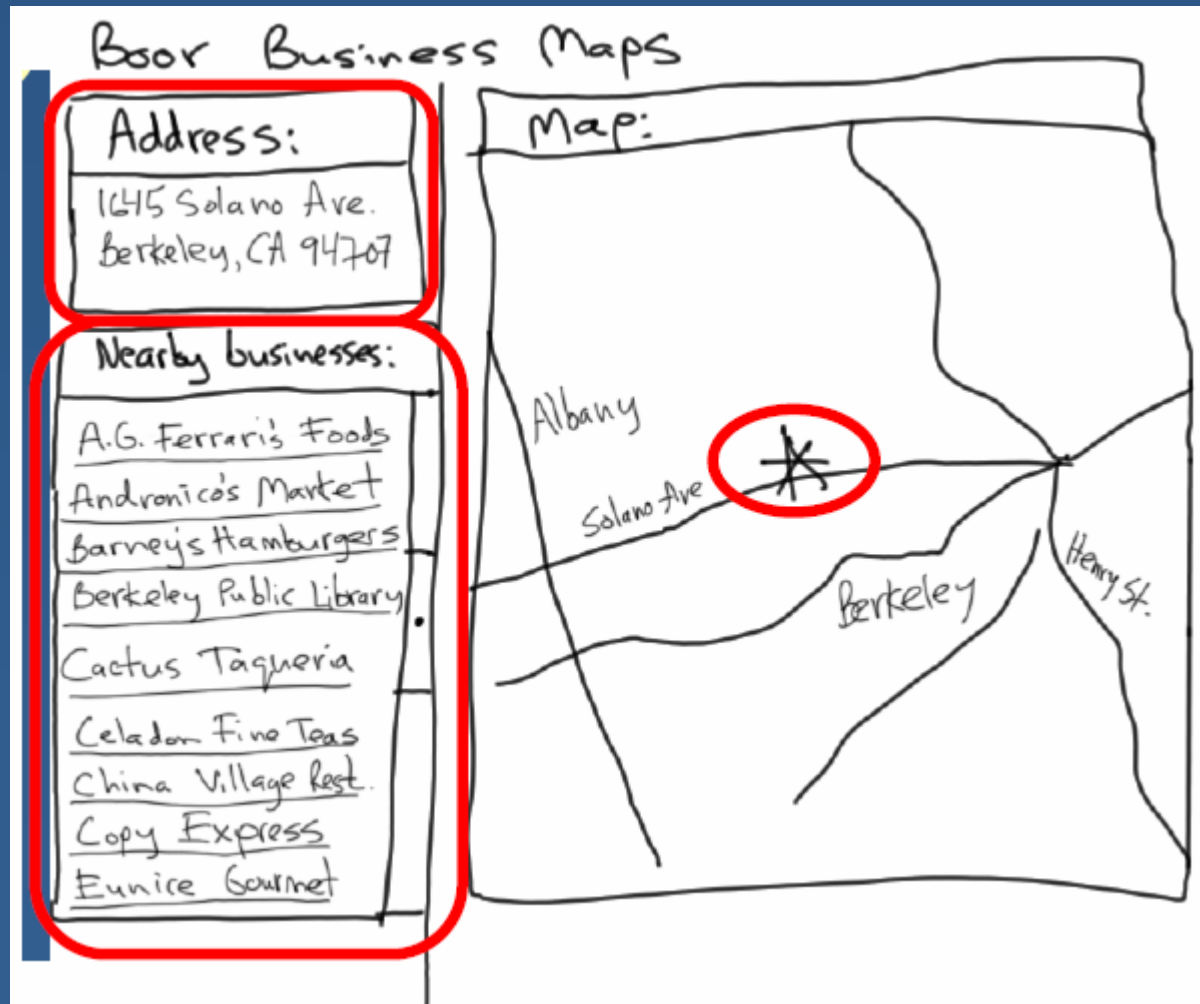 Boor Business Maps
Address:
1645 Solano Ave.
Berkeley, CA 94707
Nearby businesses:
A.G. Ferrari's Foods
Andronico's Market
Barney's Hamburgers
Berkeley Public Library
Cactus Taqueria
Celadon Fine Teas
China Village Rest.
Copy Express
Eunice Gourmet
Map:
Albany
Solano Ave
Berkeley
Henry St.